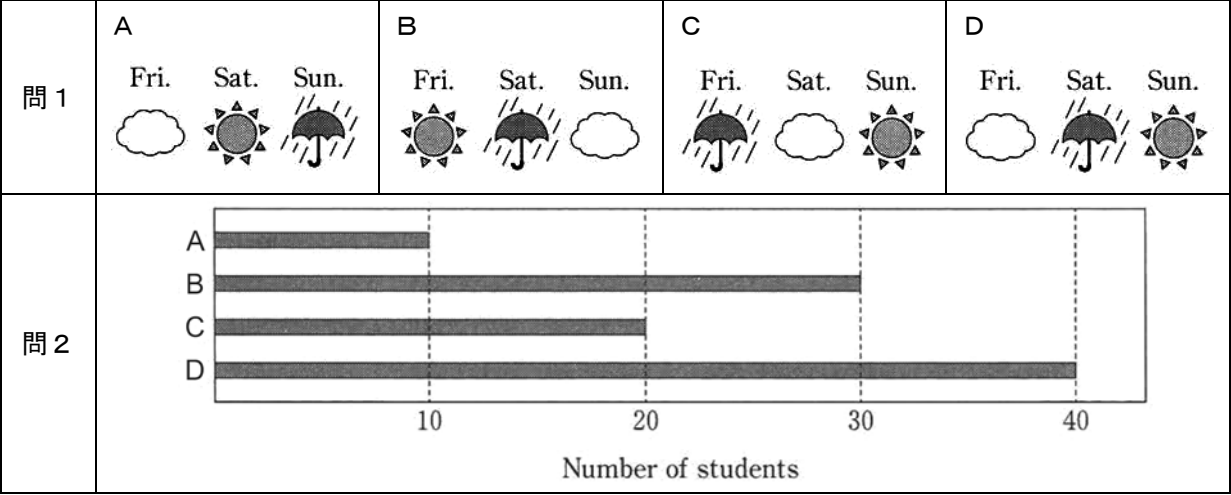 問1
A
Fri. Sat. Sun.
B
Fri. Sat. Sun.
C
Fri. Sat. Sun.
D
Fri. Sat. Sun.
問2
A
B
C
D
10 20 30 40
Number of students